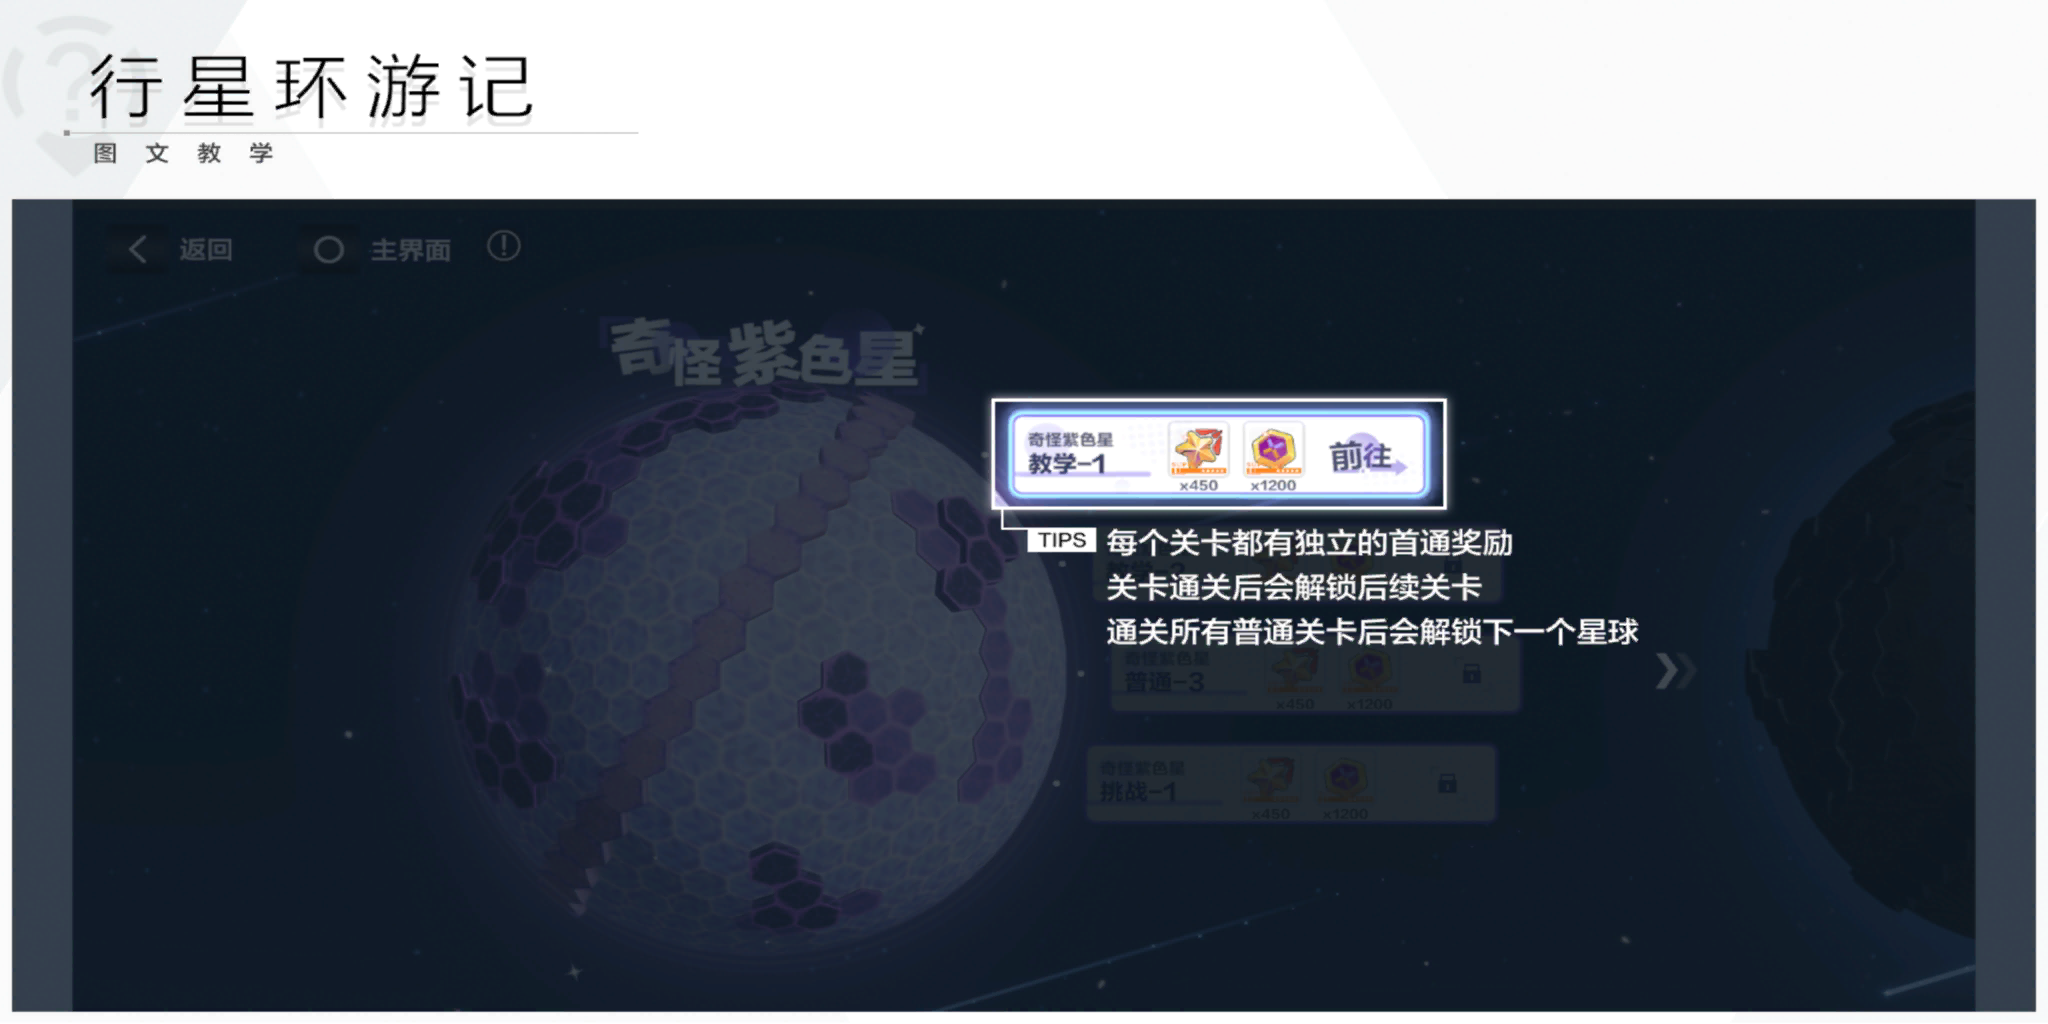 行星环游记
图文教学
返回
主界面
奇怪紫色星
奇怪紫色星
教学-1
x450
x1200
前往
TIPS
每个关卡都有独立的首通奖励
关卡通关后会解锁后续关卡
通关所有普通关卡后会解锁下一个星球
教学-2
奇怪紫色星
普通-3
x450
x1200
奇怪紫色星
挑战-1
x450
x1200